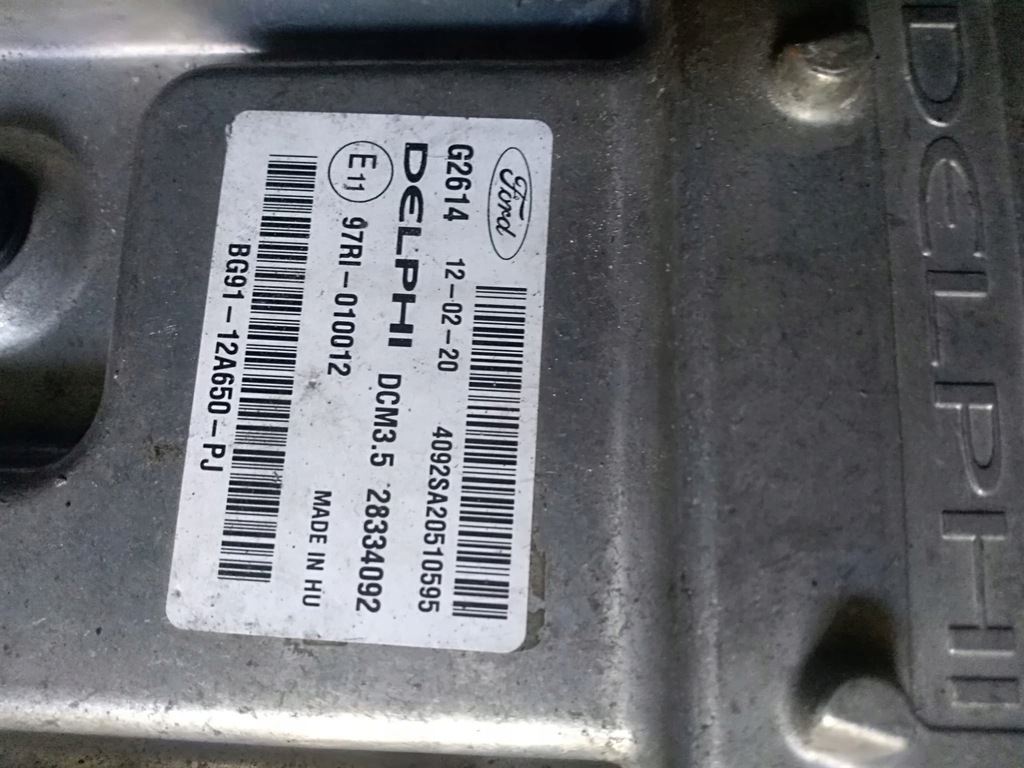 Ford
G2614 12-02-20 4092SA20510595
DELPHI DCM3.5 28334092
E11 97RI-010012 MADE IN HU
BG91-12A650-PJ
DELPHI